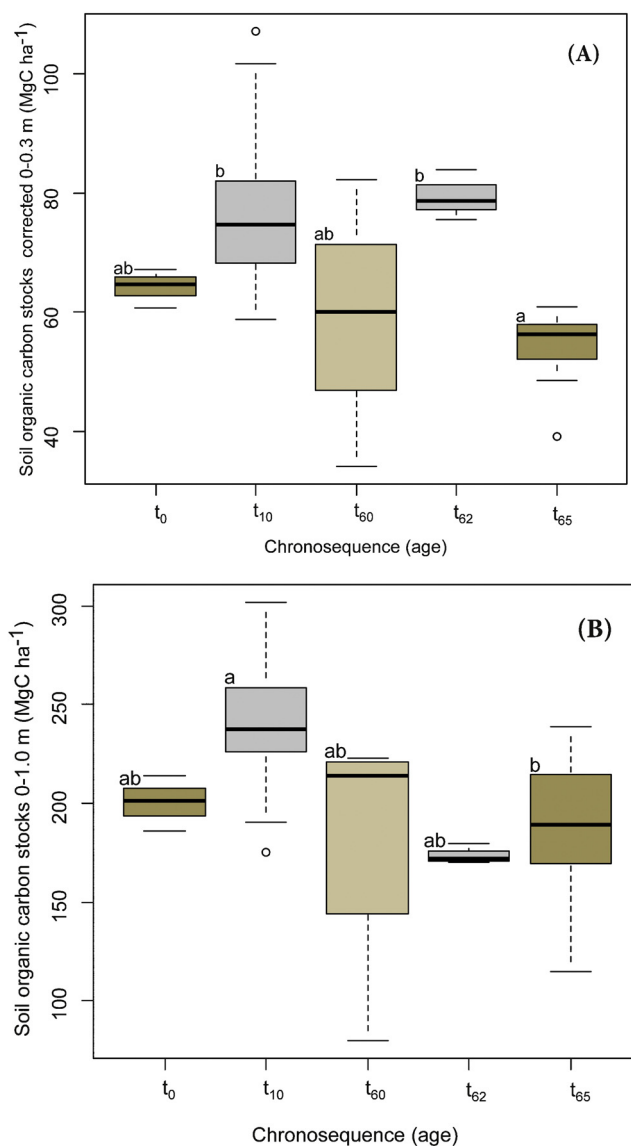 (A)
Soil organic carbon stocks corrected 0-0.3 m (MgC ha⁻¹)
100
80
60
40
ab
b
ab
b
a
t₀
t₁₀
t₆₀
t₆₂
t₆₅
Chronosequence (age)
(B)
Soil organic carbon stocks 0-1.0 m (MgC ha⁻¹)
300
250
200
150
100
ab
a
ab
ab
b
t₀
t₁₀
t₆₀
t₆₂
t₆₅
Chronosequence (age)